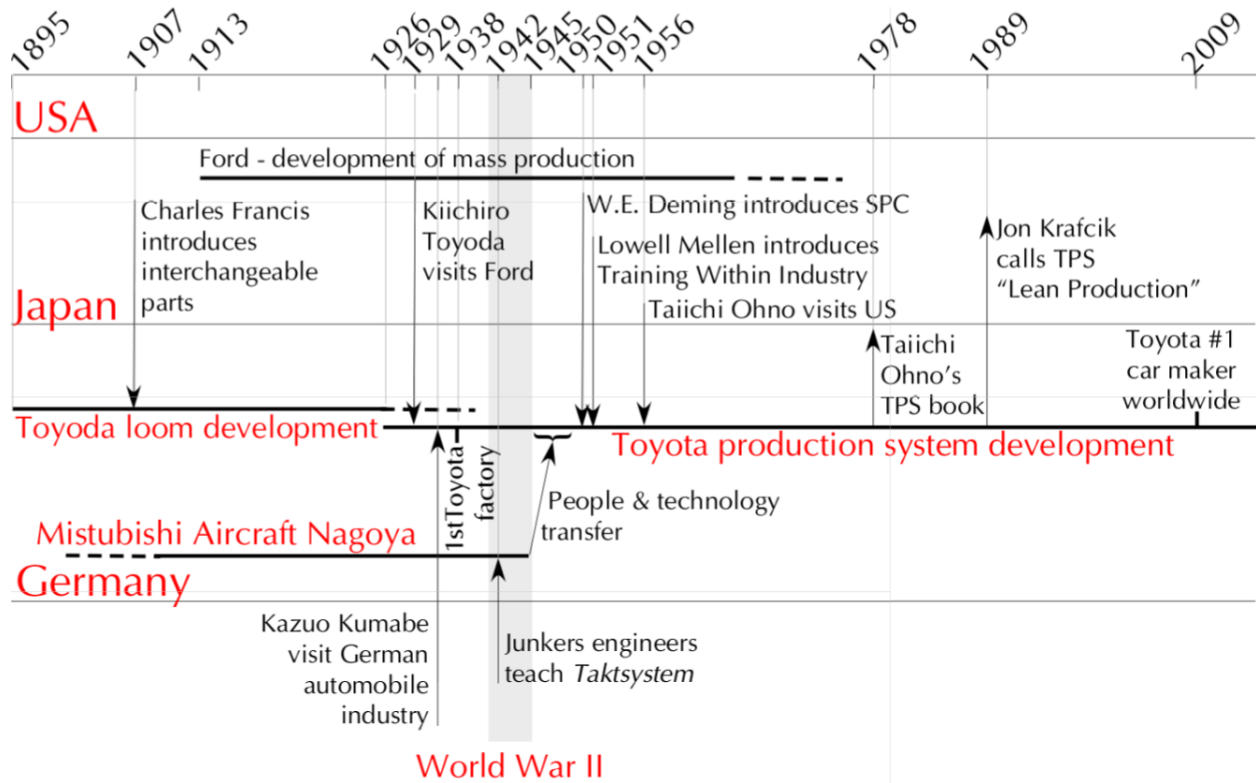 1895
1907
1913
1926
1929
1938
1942
1945
1950
1951
1956
1978
1989
2009
USA
Ford - development of mass production
Charles Francis
introduces
interchangeable
parts
Kiichiro
Toyoda
visits Ford
W.E. Deming introduces SPC
Lowell Mellen introduces
Training Within Industry
Taiichi Ohno visits US
Jon Krafcik
calls TPS
“Lean Production”
Japan
Taiichi
Ohno’s
TPS book
Toyota #1
car maker
worldwide
Toyoda loom development
Toyota production system development
1stToyota
factory
People & technology
transfer
Mistubishi Aircraft Nagoya
Germany
Kazuo Kumabe
visit German
automobile
industry
Junkers engineers
teach Taktsystem
World War II